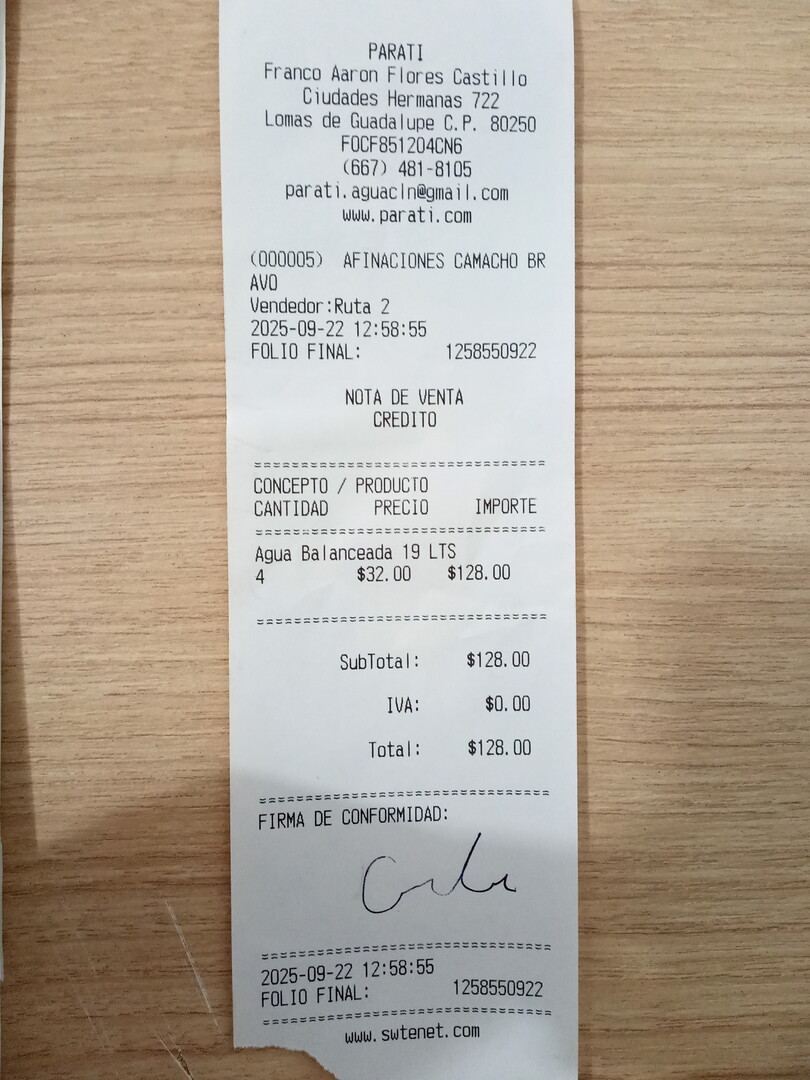 PARATI
Franco Aaron Flores Castillo
Ciudades Hermanas 722
Lomas de Guadalupe C.P. 80250
FOCF851204CN6
(667) 481-8105
parati.aguacln@gmail.com
www.parati.com
(000005) AFINACIONES CAMACHO BR
AVO
Vendedor:Ruta 2
2025-09-22 12:58:55
FOLIO FINAL: 1258550922
NOTA DE VENTA
CREDITO
================================
CONCEPTO / PRODUCTO
CANTIDAD PRECIO IMPORTE
================================
Agua Balanceada 19 LTS
4 $32.00 $128.00
================================
SubTotal: $128.00
IVA: $0.00
Total: $128.00
================================
FIRMA DE CONFORMIDAD:
================================
2025-09-22 12:58:55
FOLIO FINAL: 1258550922
================================
www.swtenet.com